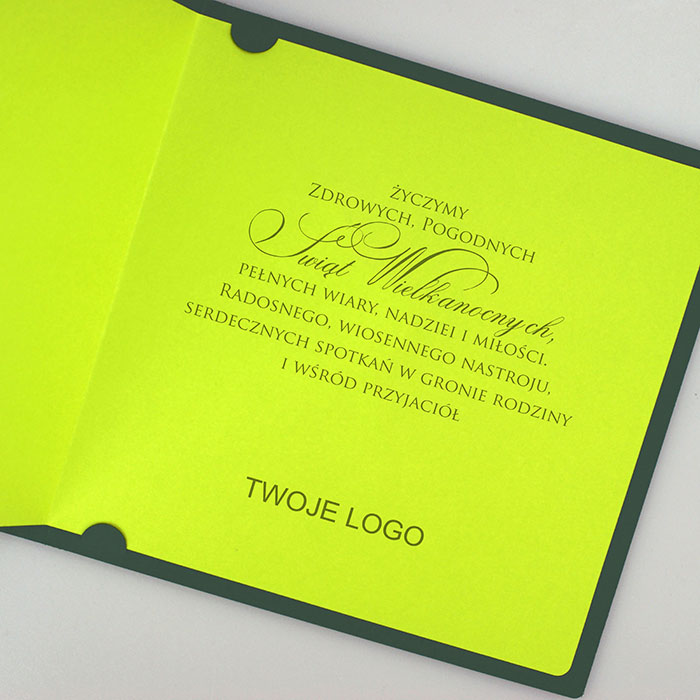 ŻYCZYMY
ZDROWYCH, POGODNYCH
Świąt Wielkanocnych,
PEŁNYCH WIARY, NADZIEI I MIŁOŚCI.
RADOSNEGO, WIOSENNEGO NASTROJU,
SERDECZNYCH SPOTKAŃ W GRONIE RODZINY
I WŚRÓD PRZYJACIÓŁ
TWOJE LOGO